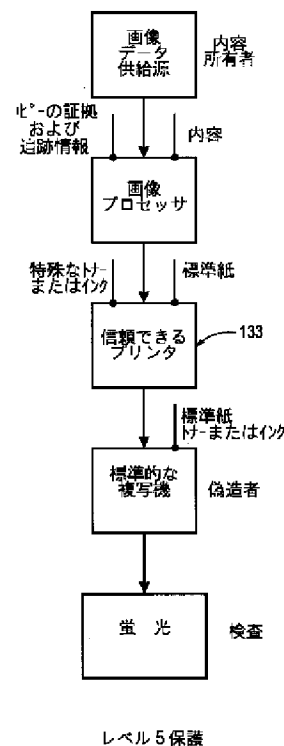 画像
データ
供給源
内容
所有者
ｺﾋﾟｰの証拠
および
追跡情報
内容
画像
プロセッサ
特殊なﾄﾅｰ
またはｲﾝｸ
標準紙
信頼できる
プリンタ
133
標準紙
ﾄﾅｰまたはｲﾝｸ
標準的な
複写機
偽造者
蛍 光
検査
レベル５保護